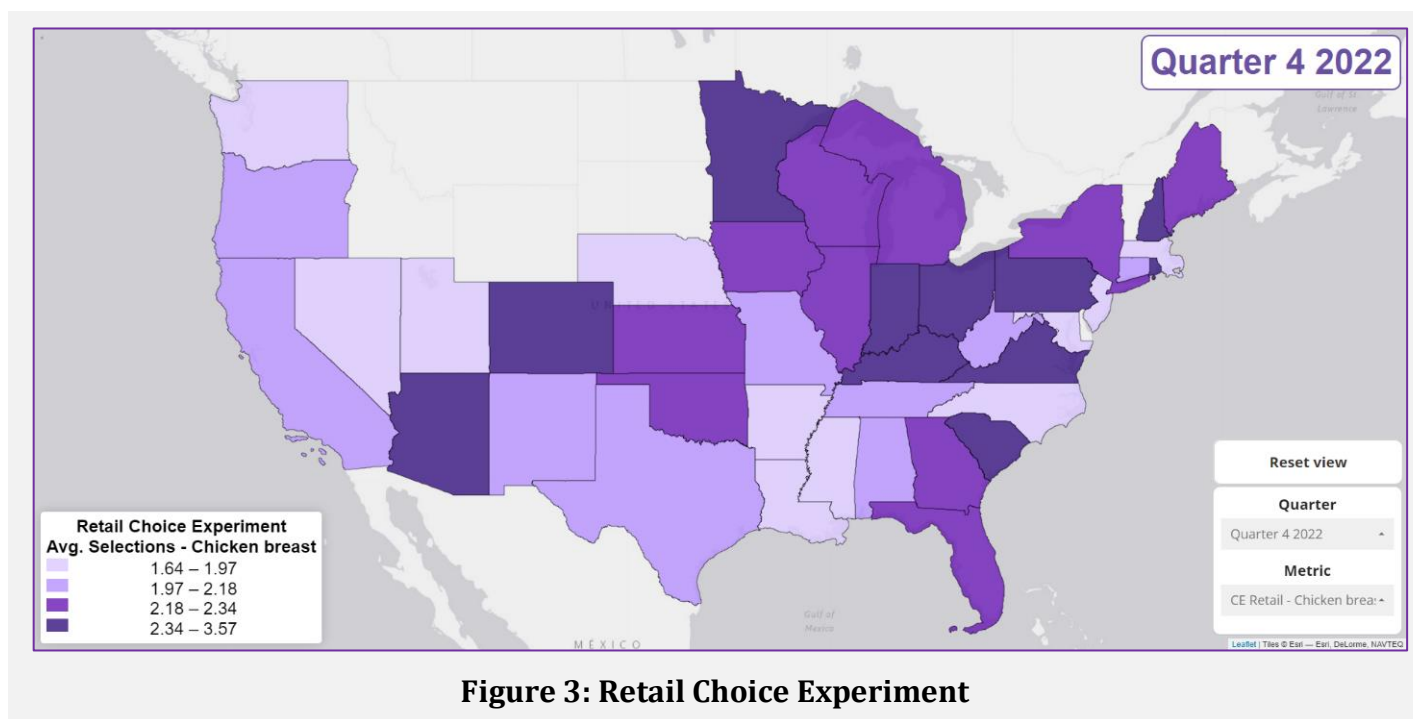 Quarter 4 2022
Gulf of St
Lawrence
UNITED STATE
Reset view
Quarter
Quarter 4 2022
Metric
CE Retail - Chicken breas
Retail Choice Experiment
Avg. Selections - Chicken breast
1.64 – 1.97
1.97 – 2.18
2.18 – 2.34
2.34 – 3.57
Gulf of
Mexico
MÉXICO
Leaflet | Tiles © Esri — Esri, DeLorme, NAVTEQ
Figure 3: Retail Choice Experiment